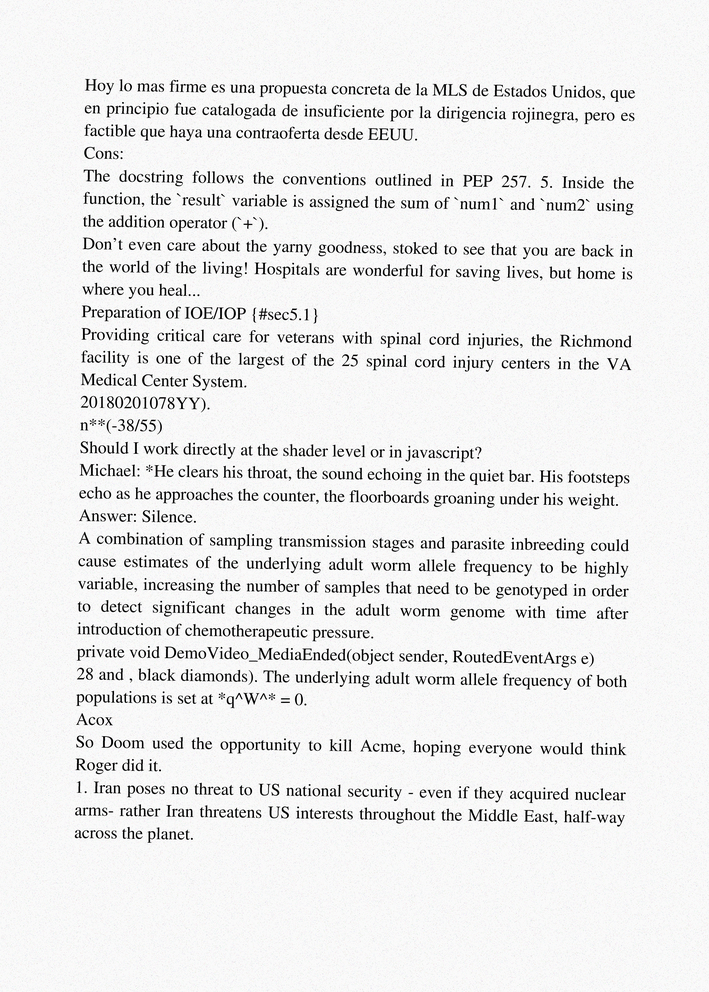 Hoy lo mas firme es una propuesta concreta de la MLS de Estados Unidos, que
en principio fue catalogada de insuficiente por la dirigencia rojinegra, pero es
factible que haya una contraoferta desde EEUU.
Cons:
The docstring follows the conventions outlined in PEP 257. 5. Inside the
function, the `result` variable is assigned the sum of `num1` and `num2` using
the addition operator (`+`).
Don't even care about the yarny goodness, stoked to see that you are back in
the world of the living! Hospitals are wonderful for saving lives, but home is
where you heal...
Preparation of IOE/IOP {#sec5.1}
Providing critical care for veterans with spinal cord injuries, the Richmond
facility is one of the largest of the 25 spinal cord injury centers in the VA
Medical Center System.
20180201078YY).
n**(-38/55)
Should I work directly at the shader level or in javascript?
Michael: *He clears his throat, the sound echoing in the quiet bar. His footsteps
echo as he approaches the counter, the floorboards groaning under his weight.
Answer: Silence.
A combination of sampling transmission stages and parasite inbreeding could
cause estimates of the underlying adult worm allele frequency to be highly
variable, increasing the number of samples that need to be genotyped in order
to detect significant changes in the adult worm genome with time after
introduction of chemotherapeutic pressure.
private void DemoVideo_MediaEnded(object sender, RoutedEventArgs e)
28 and , black diamonds). The underlying adult worm allele frequency of both
populations is set at *q^W^* = 0.
Acox
So Doom used the opportunity to kill Acme, hoping everyone would think
Roger did it.
1. Iran poses no threat to US national security - even if they acquired nuclear
arms- rather Iran threatens US interests throughout the Middle East, half-way
across the planet.